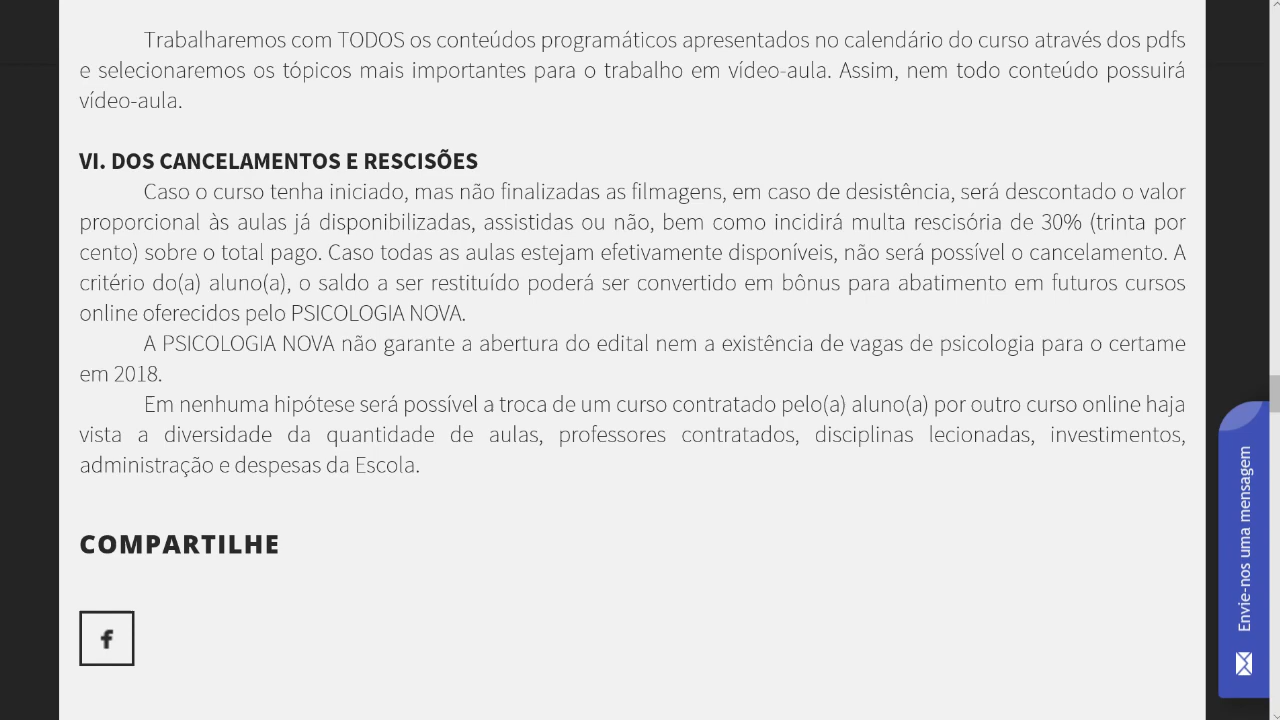 Trabalharemos com TODOS os conteúdos programáticos apresentados no calendário do curso através dos pdfs
e selecionaremos os tópicos mais importantes para o trabalho em vídeo-aula. Assim, nem todo conteúdo possuirá
vídeo-aula.
VI. DOS CANCELAMENTOS E RESCISÕES
Caso o curso tenha iniciado, mas não finalizadas as filmagens, em caso de desistência, será descontado o valor
proporcional às aulas já disponibilizadas, assistidas ou não, bem como incidirá multa rescisória de 30% (trinta por
cento) sobre o total pago. Caso todas as aulas estejam efetivamente disponíveis, não será possível o cancelamento. A
critério do(a) aluno(a), o saldo a ser restituído poderá ser convertido em bônus para abatimento em futuros cursos
online oferecidos pelo PSICOLOGIA NOVA.
A PSICOLOGIA NOVA não garante a abertura do edital nem a existência de vagas de psicologia para o certame
em 2018.
Em nenhuma hipótese será possível a troca de um curso contratado pelo(a) aluno(a) por outro curso online haja
vista a diversidade da quantidade de aulas, professores contratados, disciplinas lecionadas, investimentos,
administração e despesas da Escola.
COMPARTILHE
f
Envie-nos uma mensagem